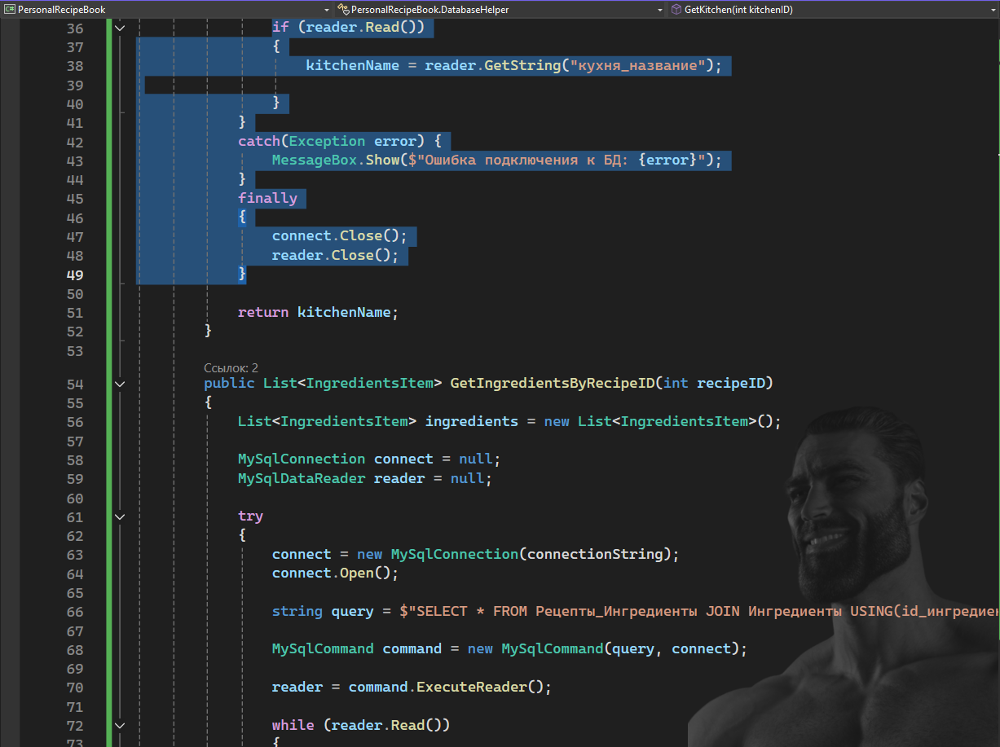 PersonalRecipeBook PersonalRecipeBook.DatabaseHelper GetKitchen(int kitchenID)
36 if (reader.Read())
37 {
38 kitchenName = reader.GetString("кухня_название");
39
40 }
41 }
42 catch(Exception error) {
43 MessageBox.Show($"Ошибка подключения к БД: {error}");
44 }
45 finally
46 {
47 connect.Close();
48 reader.Close();
49 }
50
51 return kitchenName;
52 }
53
Ссылок: 2
54 public List<IngredientsItem> GetIngredientsByRecipeID(int recipeID)
55 {
56 List<IngredientsItem> ingredients = new List<IngredientsItem>();
57
58 MySqlConnection connect = null;
59 MySqlDataReader reader = null;
60
61 try
62 {
63 connect = new MySqlConnection(connectionString);
64 connect.Open();
65
66 string query = $"SELECT * FROM Рецепты_Ингредиенты JOIN Ингредиенты USING(id_ингредиен
67
68 MySqlCommand command = new MySqlCommand(query, connect);
69
70 reader = command.ExecuteReader();
71
72 while (reader.Read())
73 {